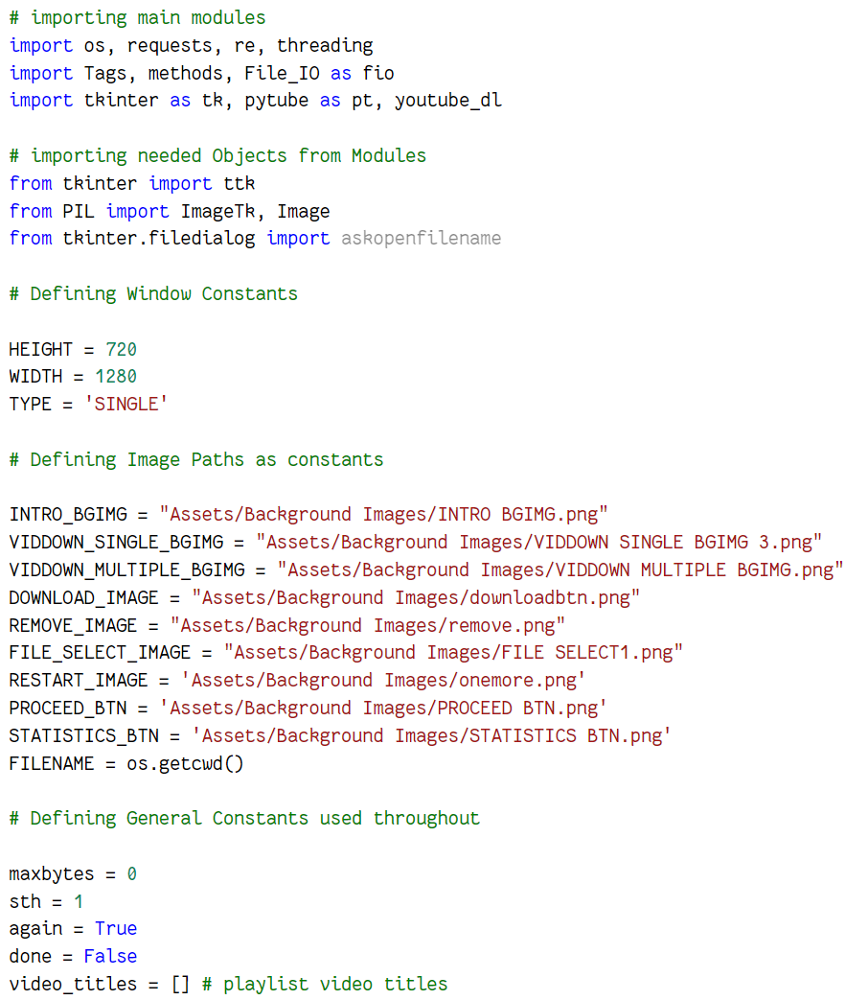 # importing main modules
import os, requests, re, threading
import Tags, methods, File_IO as fio
import tkinter as tk, pytube as pt, youtube_dl
# importing needed Objects from Modules
from tkinter import ttk
from PIL import ImageTk, Image
from tkinter.filedialog import askopenfilename
# Defining Window Constants
HEIGHT = 720
WIDTH = 1280
TYPE = 'SINGLE'
# Defining Image Paths as constants
INTRO_BGIMG = "Assets/Background Images/INTRO BGIMG.png"
VIDDOWN_SINGLE_BGIMG = "Assets/Background Images/VIDDOWN SINGLE BGIMG 3.png"
VIDDOWN_MULTIPLE_BGIMG = "Assets/Background Images/VIDDOWN MULTIPLE BGIMG.png"
DOWNLOAD_IMAGE = "Assets/Background Images/downloadbtn.png"
REMOVE_IMAGE = "Assets/Background Images/remove.png"
FILE_SELECT_IMAGE = "Assets/Background Images/FILE SELECT1.png"
RESTART_IMAGE = 'Assets/Background Images/onemore.png'
PROCEED_BTN = 'Assets/Background Images/PROCEED BTN.png'
STATISTICS_BTN = 'Assets/Background Images/STATISTICS BTN.png'
FILENAME = os.getcwd()
# Defining General Constants used throughout
maxbytes = 0
sth = 1
again = True
done = False
video_titles = [] # playlist video titles